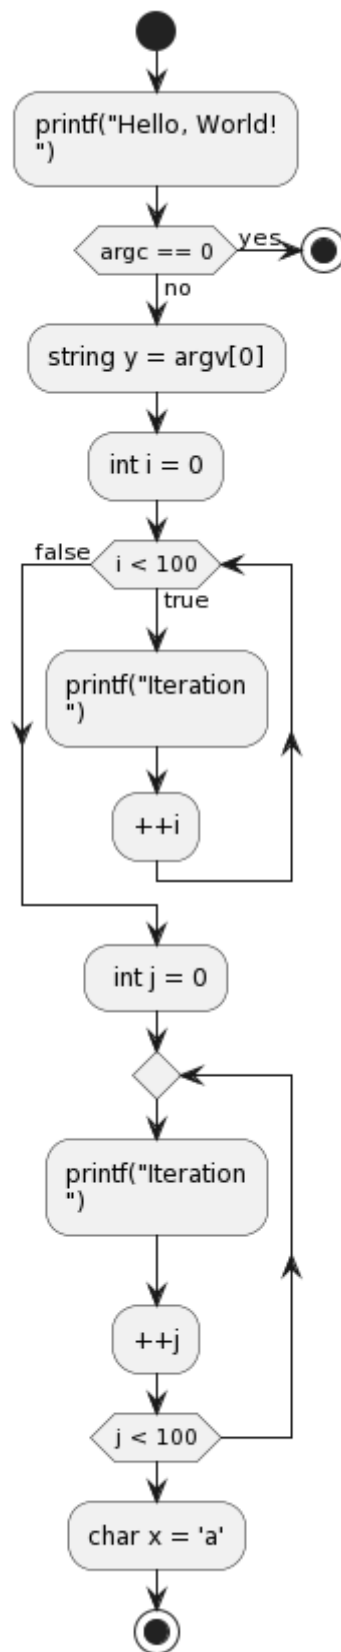 printf("Hello, World!
")
argc == 0
yes
no
string y = argv[0]
int i = 0
false
i < 100
true
printf("Iteration
")
++i
int j = 0
printf("Iteration
")
++j
j < 100
char x = 'a'